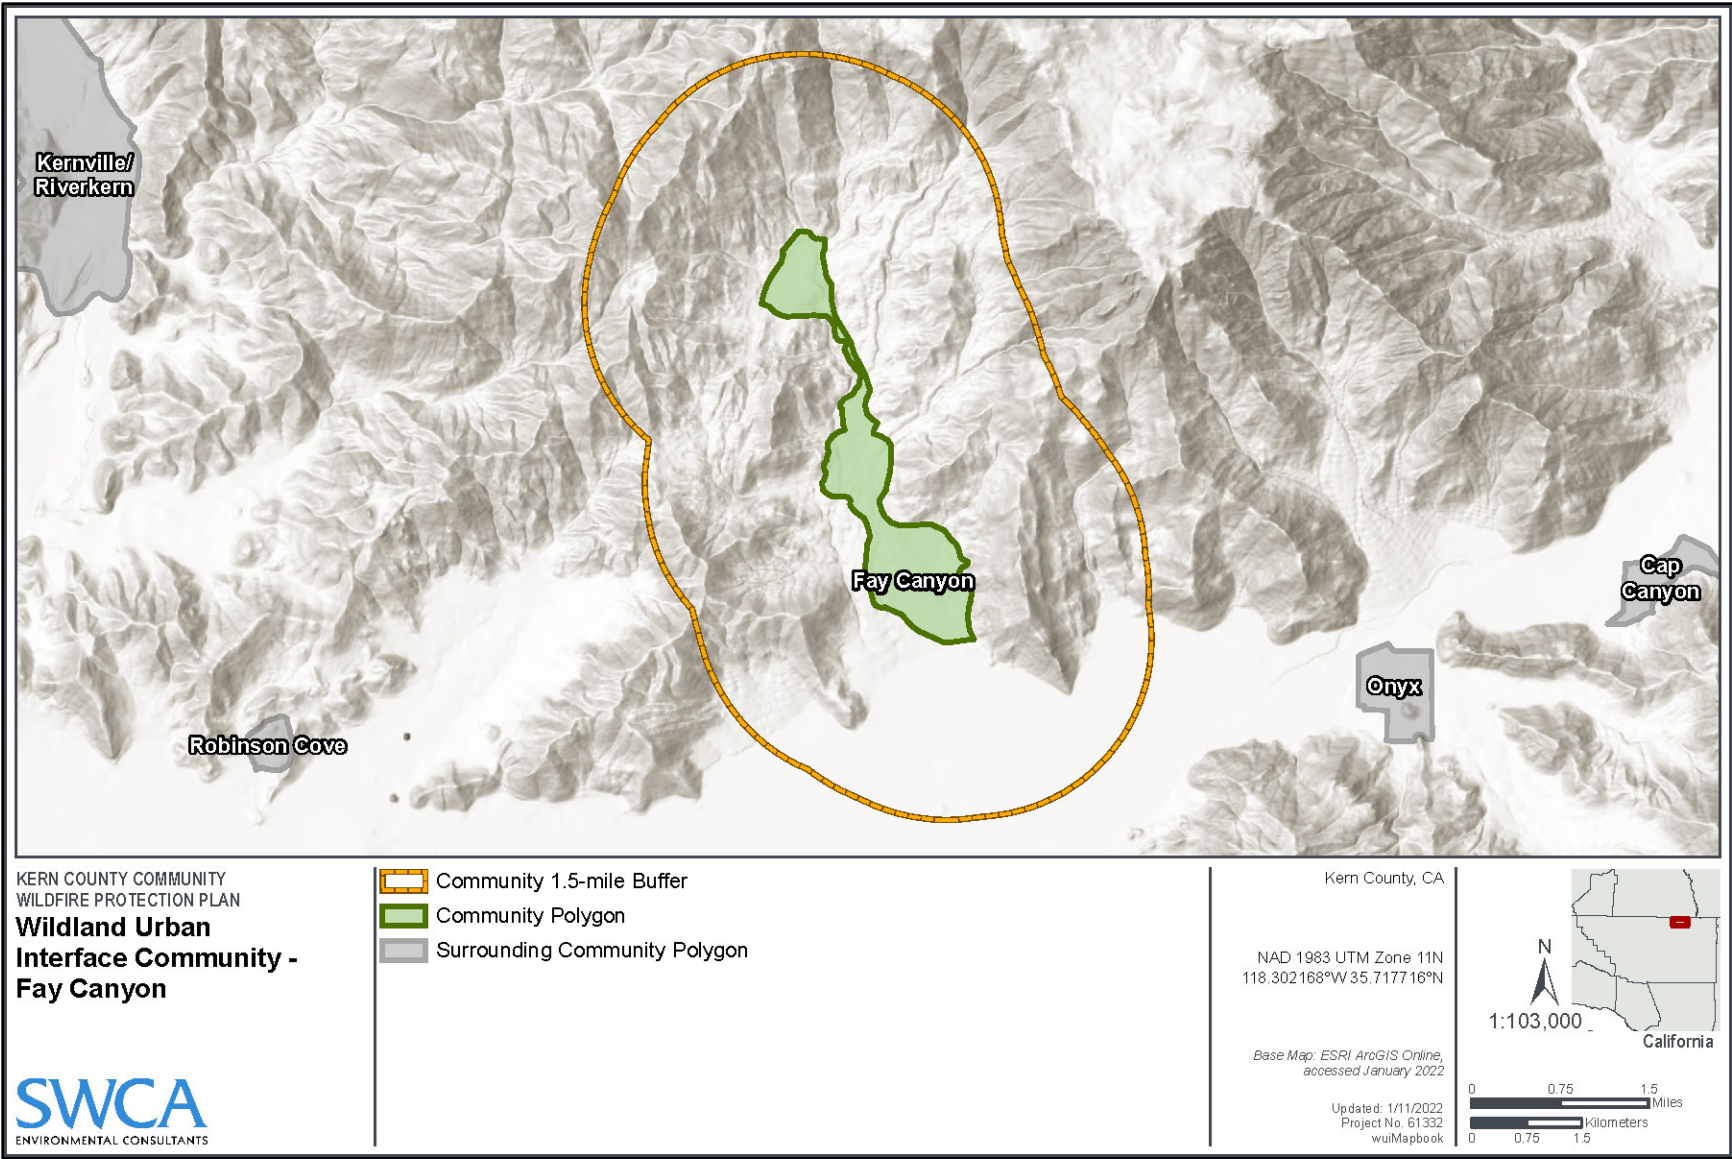 Kernville/
Riverkern
Fay Canyon
Cap
Canyon
Onyx
Robinson Cove
KERN COUNTY COMMUNITY
WILDFIRE PROTECTION PLAN
Wildland Urban
Interface Community -
Fay Canyon
SWCA
ENVIRONMENTAL CONSULTANTS
Community 1.5-mile Buffer
Community Polygon
Surrounding Community Polygon
Kern County, CA
NAD 1983 UTM Zone 11N
118.302168°W 35.717716°N
Base Map: ESRI ArcGIS Online,
accessed January 2022
Updated: 1/11/2022
Project No. 61332
wuiMapbook
N
1:103,000
California
0 0.75 1.5
Miles
Kilometers
0 0.75 1.5